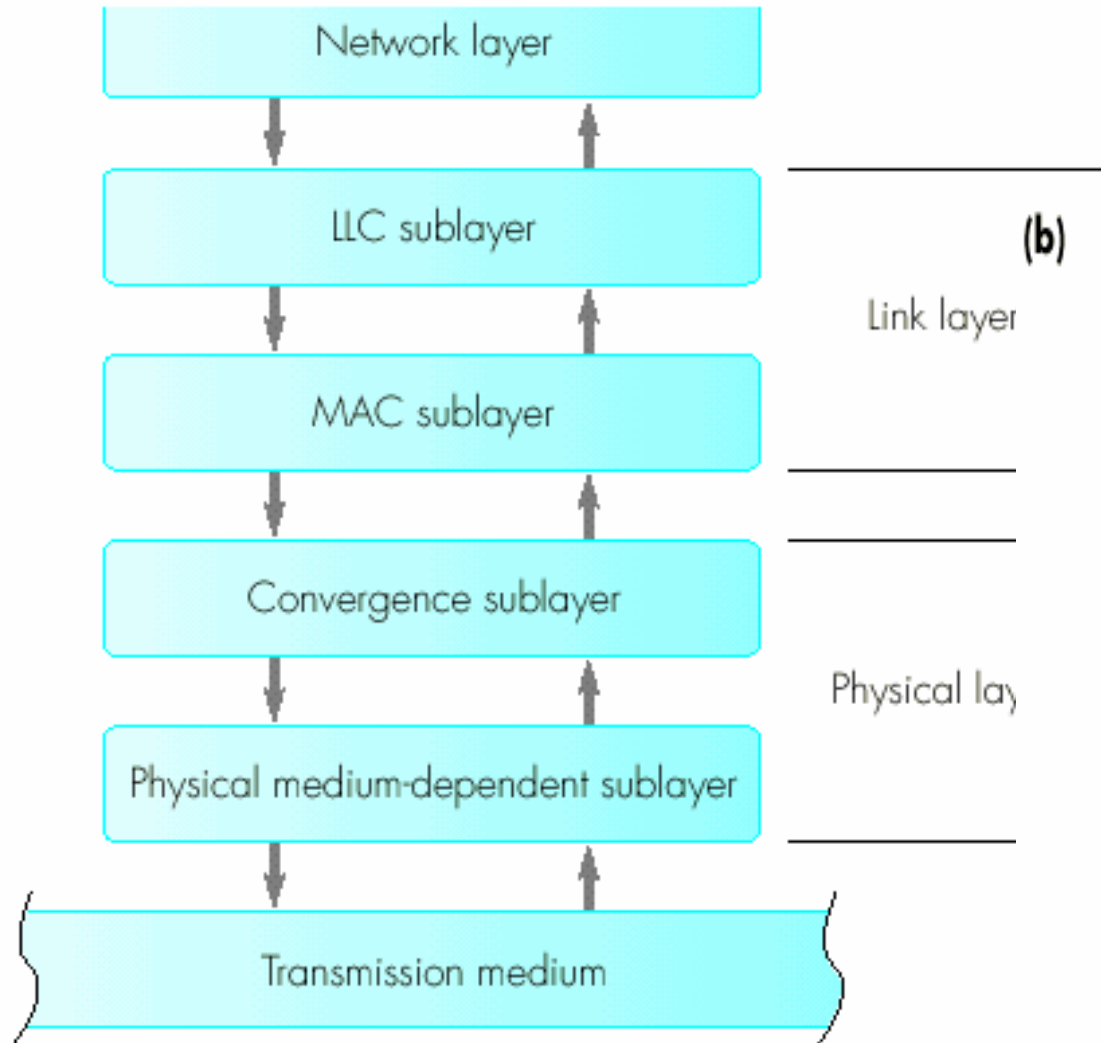 Network layer
LLC sublayer
(b)
Link layer
MAC sublayer
Convergence sublayer
Physical lay
Physical medium-dependent sublayer
Transmission medium